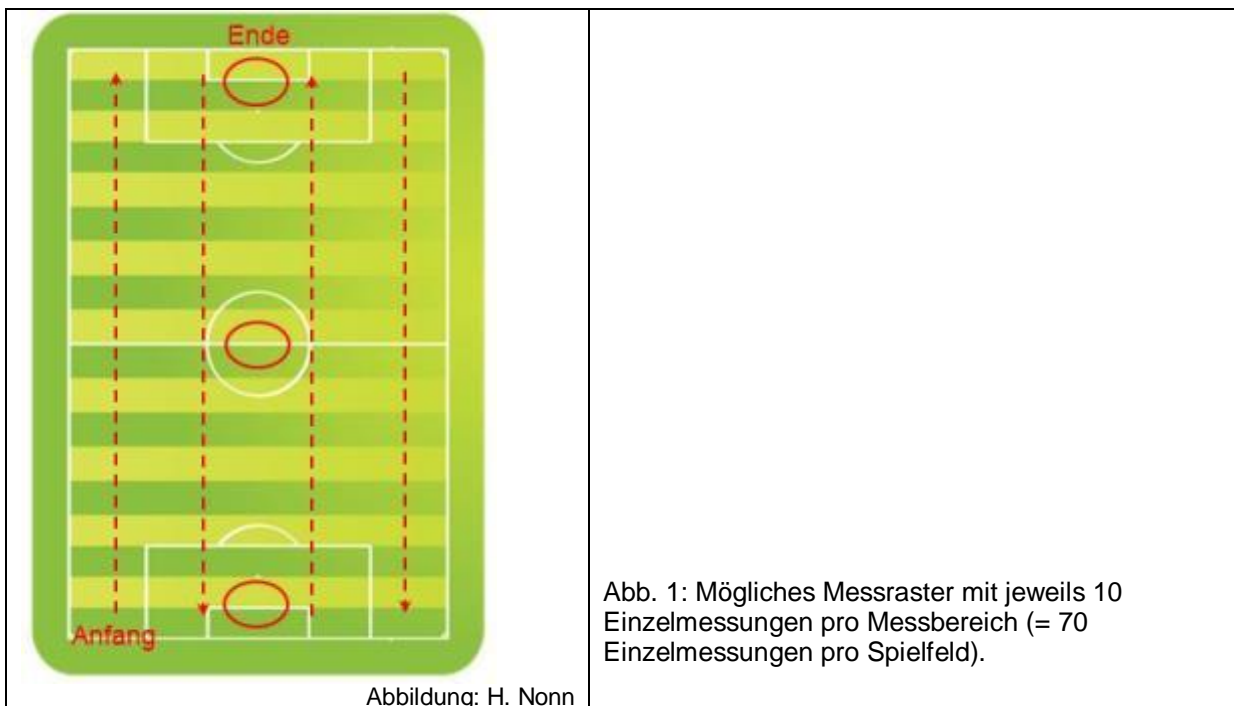 Ende
Anfang
Abbildung: H. Nonn
Abb. 1: Mögliches Messraster mit jeweils 10
Einzelmessungen pro Messbereich (= 70
Einzelmessungen pro Spielfeld).